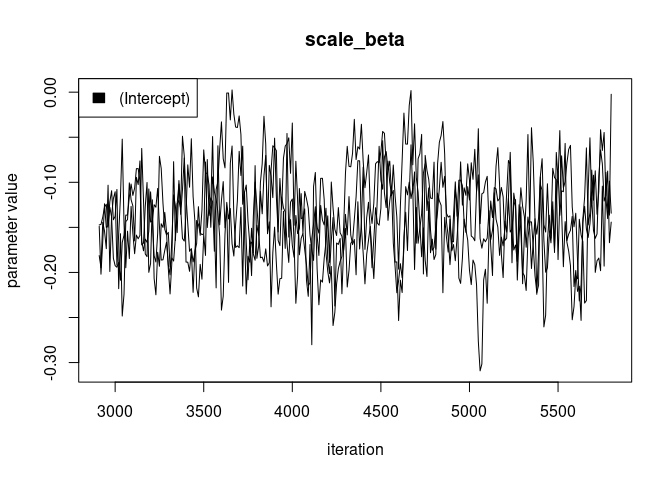 scale_beta
(Intercept)
parameter value
0.00
-0.10
-0.20
-0.30
3000 3500 4000 4500 5000 5500
iteration